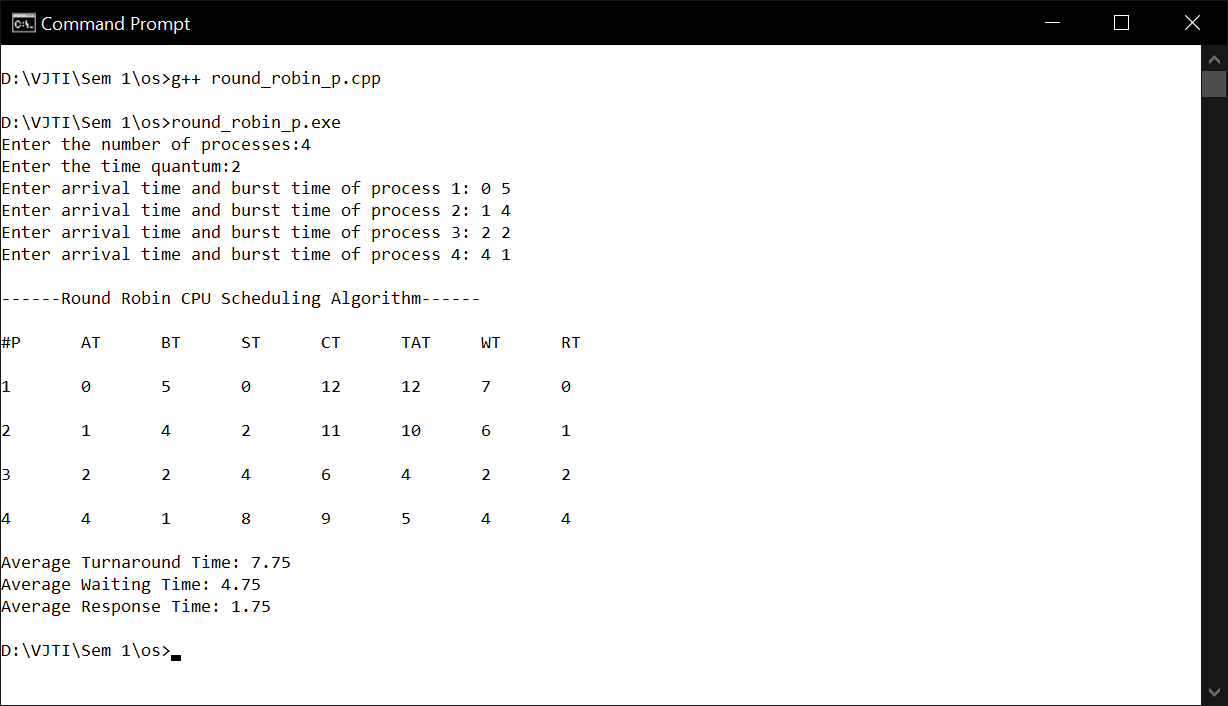 Command Prompt
D:\VJTI\Sem 1\os>g++ round_robin_p.cpp
D:\VJTI\Sem 1\os>round_robin_p.exe
Enter the number of processes:4
Enter the time quantum:2
Enter arrival time and burst time of process 1: 0 5
Enter arrival time and burst time of process 2: 1 4
Enter arrival time and burst time of process 3: 2 2
Enter arrival time and burst time of process 4: 4 1
------Round Robin CPU Scheduling Algorithm------
#P AT BT ST CT TAT WT RT
1 0 5 0 12 12 7 0
2 1 4 2 11 10 6 1
3 2 2 4 6 4 2 2
4 4 1 8 9 5 4 4
Average Turnaround Time: 7.75
Average Waiting Time: 4.75
Average Response Time: 1.75
D:\VJTI\Sem 1\os>